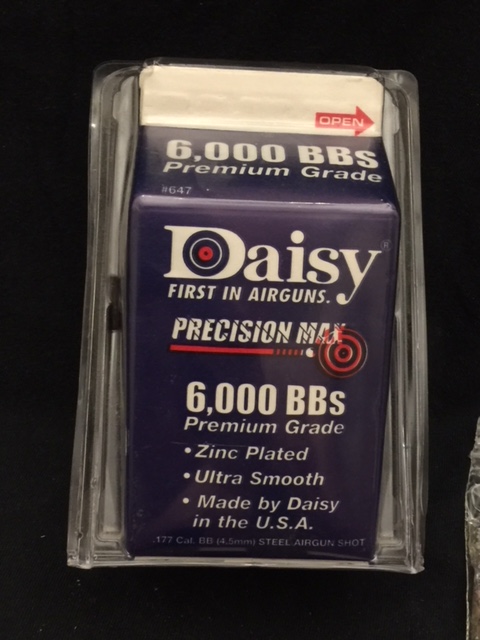 OPEN
6,000 BBs
Premium Grade
#647
Daisy®
FIRST IN AIRGUNS.
PRECISION MAX
6,000 BBs
Premium Grade
• Zinc Plated
• Ultra Smooth
• Made by Daisy
in the U.S.A.
.177 Cal. BB (4.5mm) STEEL AIRGUN SHOT